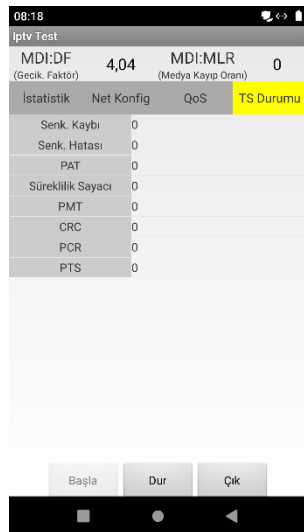 08:18
Iptv Test
MDI:DF 4,04 MDI:MLR 0
(Gecik. Faktör) (Medya Kayıp Oranı)
İstatistik Net Konfig QoS TS Durumu
Senk. Kaybı 0
Senk. Hatası 0
PAT 0
Süreklilik Sayacı 0
PMT 0
CRC 0
PCR 0
PTS 0
Başla Dur Çık